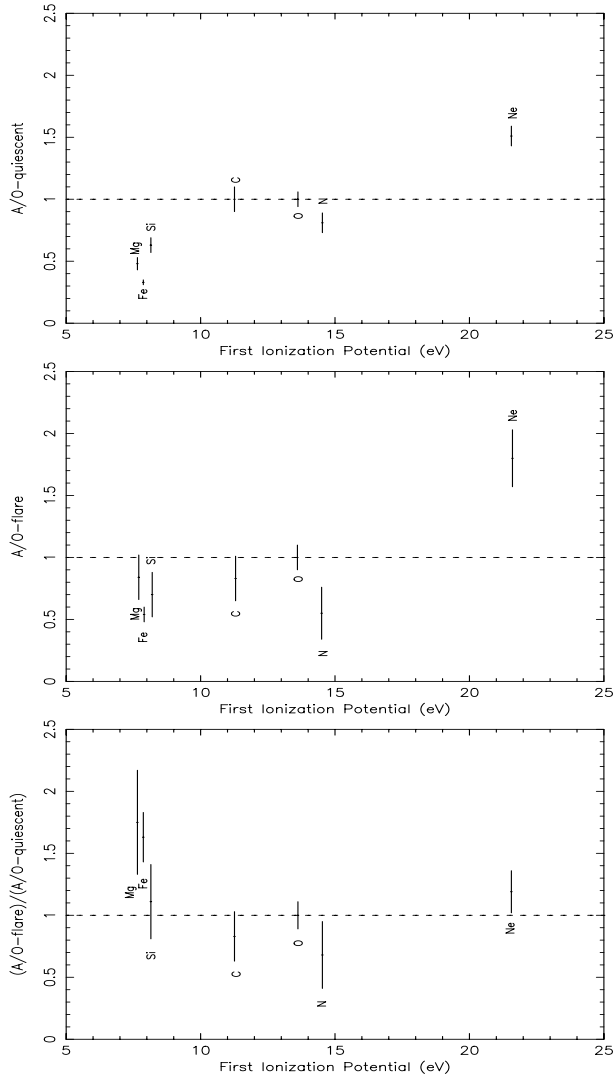 A/O-quiescent
2.5
2
1.5
1
0.5
0
Mg
Fe
Si
C
O
N
Ne
5
10
15
20
25
First Ionization Potential (eV)
A/O-flare
2.5
2
1.5
1
0.5
0
Mg
Fe
Si
C
O
N
Ne
5
10
15
20
25
First Ionization Potential (eV)
(A/O-flare)/(A/O-quiescent)
2.5
2
1.5
1
0.5
0
Mg
Fe
Si
C
O
N
Ne
5
10
15
20
25
First Ionization Potential (eV)